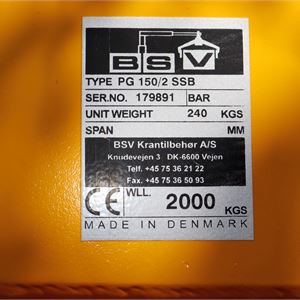 BSV
TYPE PG 150/2 SSB
SER.NO. 179891 BAR
UNIT WEIGHT 240 KGS
SPAN MM
BSV Krantilbehør A/S
Knudevejen 3 DK-6600 Vejen
Telf. +45 75 36 21 22
Fax. +45 75 36 50 93
CE WLL. 2000 KGS
MADE IN DENMARK